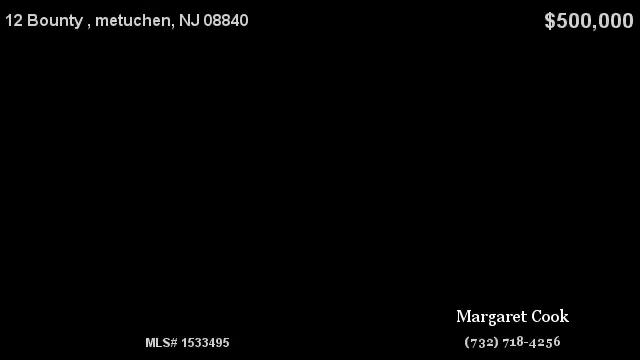 12 Bounty , metuchen, NJ 08840
$500,000
Margaret Cook
MLS# 1533495
(732) 718-4256